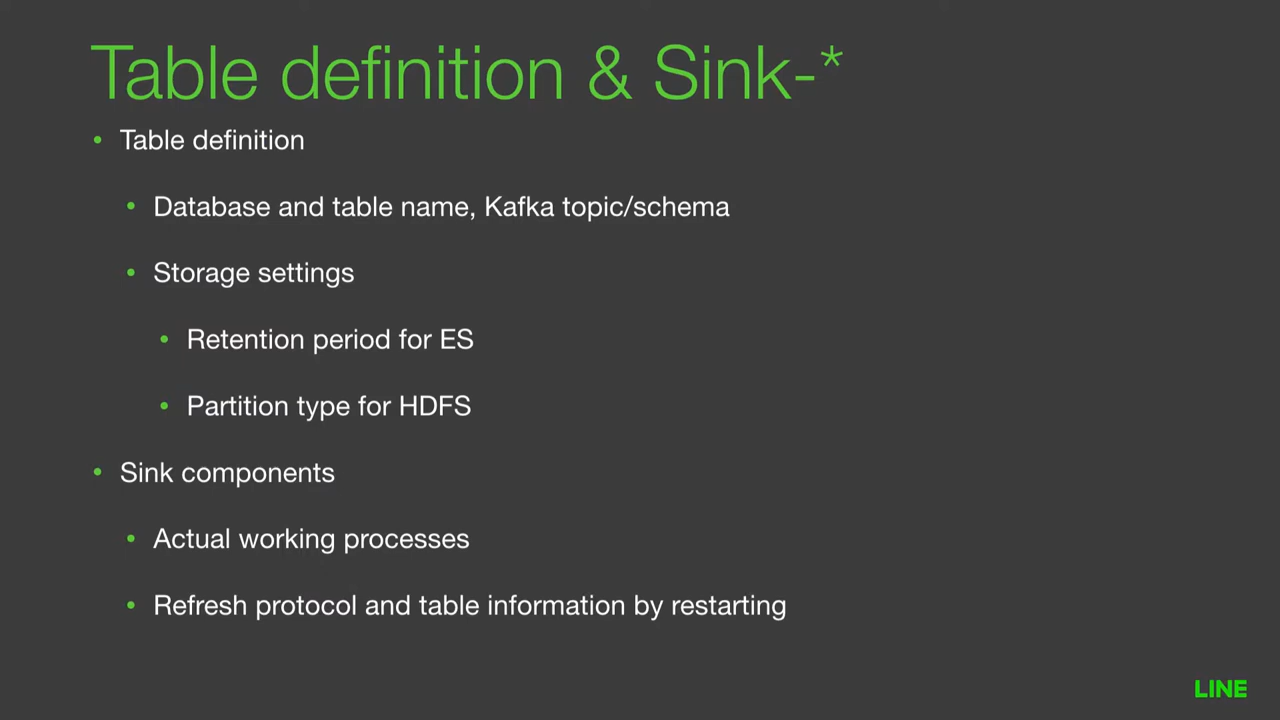 Table definition & Sink-*
• Table definition
• Database and table name, Kafka topic/schema
• Storage settings
• Retention period for ES
• Partition type for HDFS
• Sink components
• Actual working processes
• Refresh protocol and table information by restarting
LINE